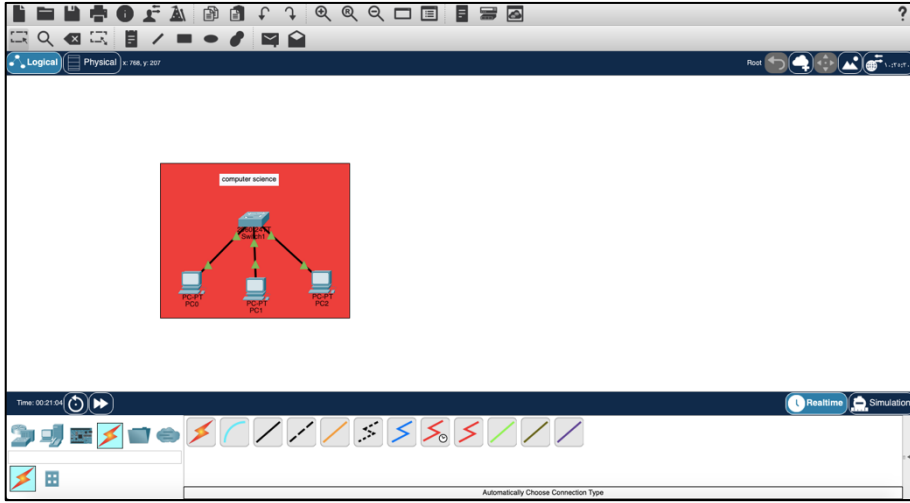 ?
Logical
Physical
x: 768, y: 207
Root
computer science
Switch1
PC-PT
PC0
PC-PT
PC1
PC-PT
PC2
Time: 00:21:04
Realtime
Simulation
Automatically Choose Connection Type